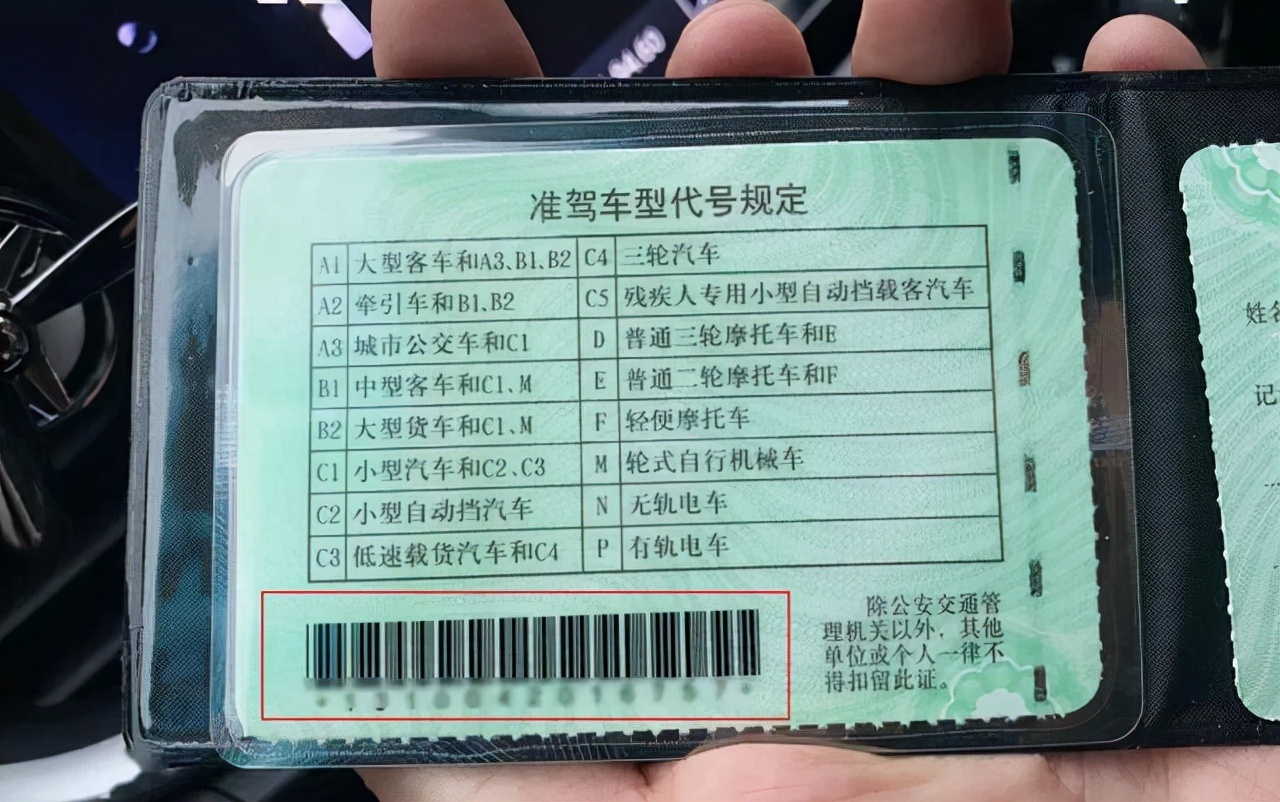 准驾车型代号规定
A1 大型客车和A3、B1、B2 C4 三轮汽车
A2 牵引车和B1、B2 C5 残疾人专用小型自动挡载客汽车
A3 城市公交车和C1 D 普通三轮摩托车和E
B1 中型客车和C1、M E 普通二轮摩托车和F
B2 大型货车和C1、M F 轻便摩托车
C1 小型汽车和C2、C3 M 轮式自行机械车
C2 小型自动挡汽车 N 无轨电车
C3 低速载货汽车和C4 P 有轨电车
除公安交通管
理机关以外，其他
单位或个人一律不
得扣留此证。
姓名